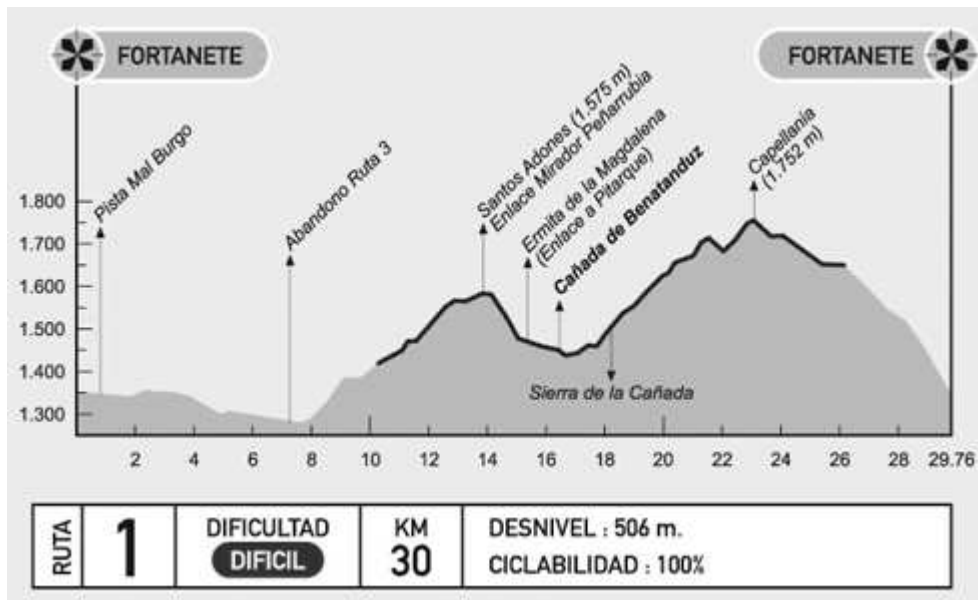 FORTANETE
FORTANETE
Pista Mal Burgo
Abandono Ruta 3
Santos Adones (1,575 m)
Enlace Mirador Peñarrubia
Ermita de la Magdalena
(Enlace a Pitarque)
Cañada de Benatanduz
Capellanía
(1.752 m)
Sierra de la Cañada
1.800
1.700
1.600
1.500
1.400
1.300
2 4 6 8 10 12 14 16 18 20 22 24 26 28 29.76
RUTA
1
DIFICULTAD
DIFICIL
KM
30
DESNIVEL : 506 m.
CICLABILIDAD : 100%